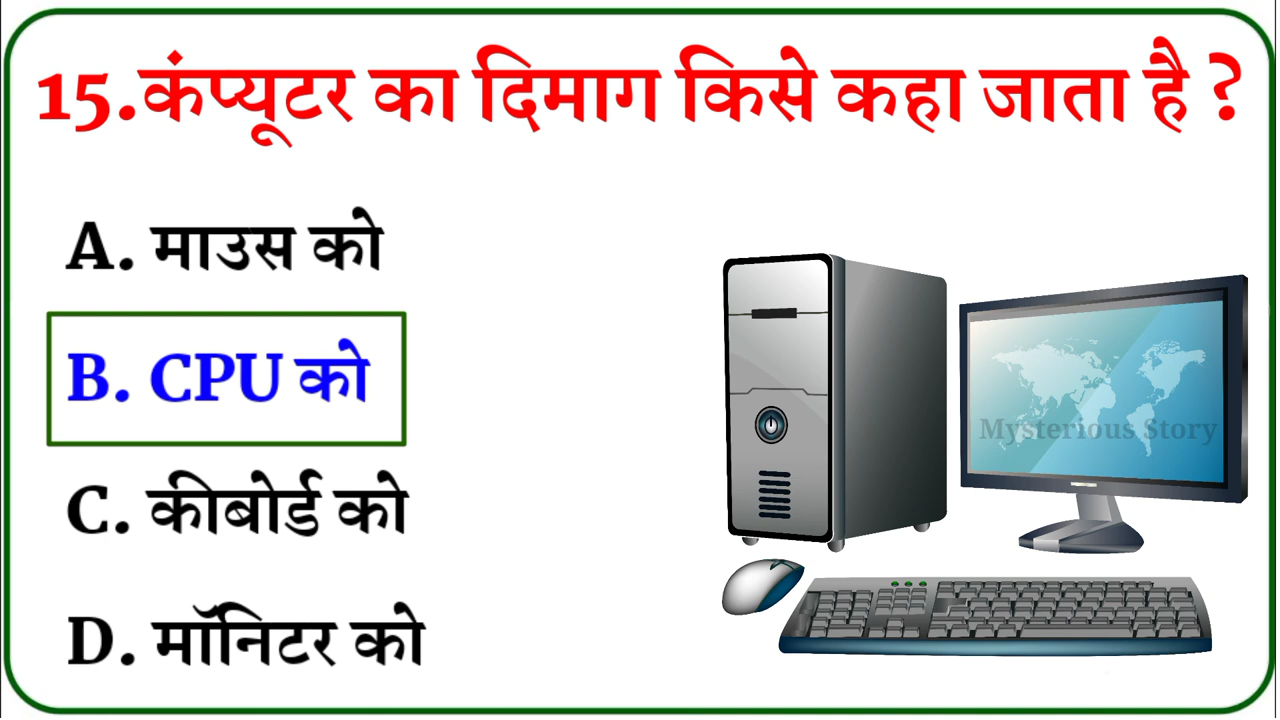 15.कंप्यूटर का दिमाग किसे कहा जाता है ?
A. माउस को
B. CPU को
C. कीबोर्ड को
D. मॉनिटर को
Mysterious Story